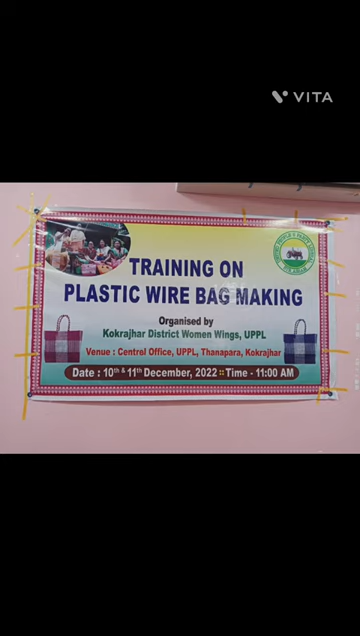 VITA
TRAINING ON
PLASTIC WIRE BAG MAKING
Organised by
Kokrajhar District Women Wings, UPPL
Venue : Central Office, UPPL, Thanapara, Kokrajhar
Date : 10th & 11th December, 2022 :: Time - 11:00 AM